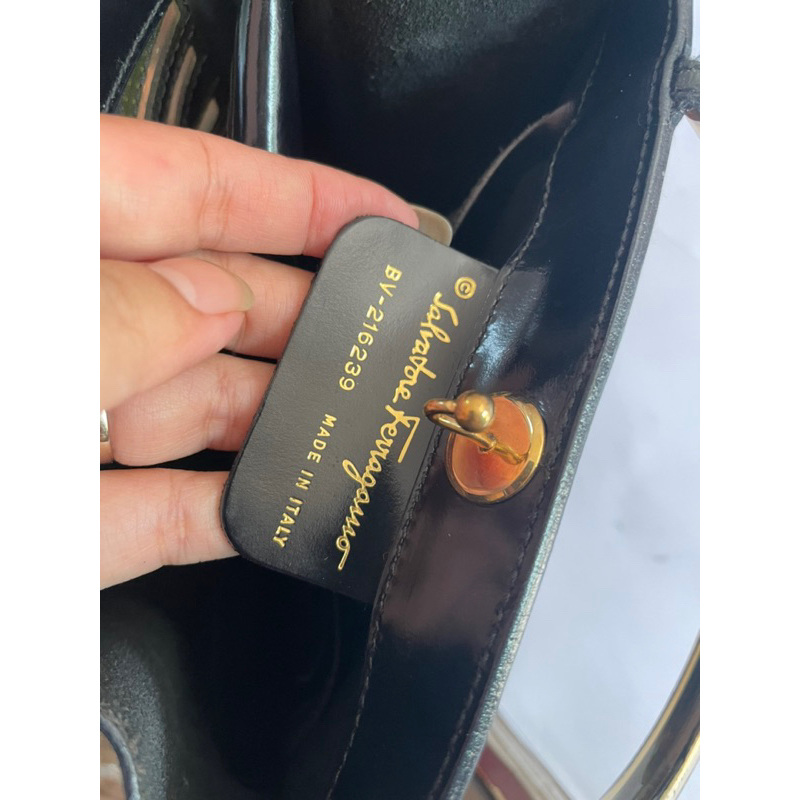 © Salvatore Ferragamo
BV-216239 MADE IN ITALY